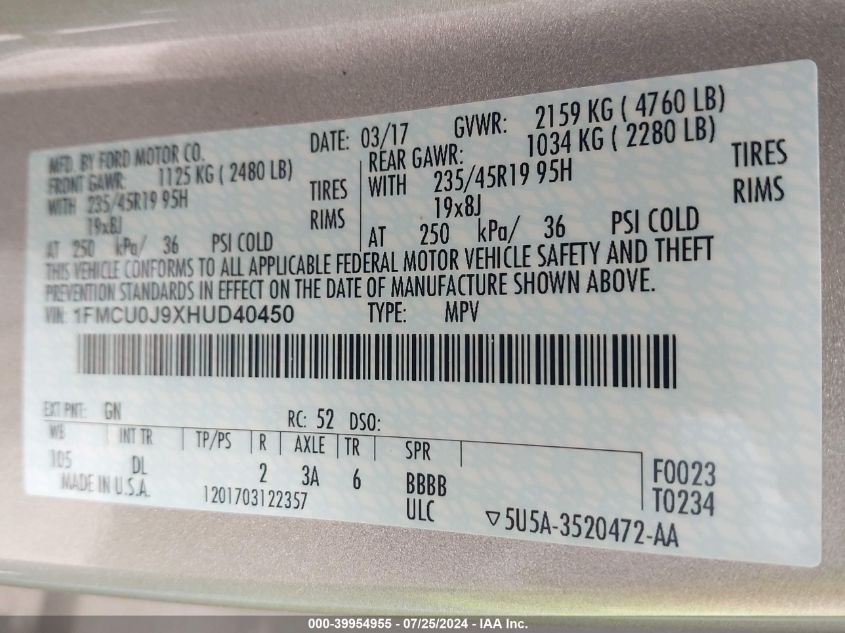 MFD. BY FORD MOTOR CO.
DATE: 03/17 GVWR: 2159 KG ( 4760 LB)
FRONT GAWR: 1125 KG ( 2480 LB)
WITH 235/45R19 95H TIRES
19x8J RIMS
AT 250 kPa/ 36 PSI COLD
REAR GAWR: 1034 KG ( 2280 LB)
WITH 235/45R19 95H TIRES
19x8J RIMS
AT 250 kPa/ 36 PSI COLD
THIS VEHICLE CONFORMS TO ALL APPLICABLE FEDERAL MOTOR VEHICLE SAFETY AND THEFT
PREVENTION STANDARDS IN EFFECT ON THE DATE OF MANUFACTURE SHOWN ABOVE.
VIN: 1FMCU0J9XHUD40450 TYPE: MPV
EXT PNT: GN RC: 52 DSO:
WB INT TR TP/PS R AXLE TR SPR
105 DL 2 3A 6 BBBB F0023
MADE IN U.S.A. 1201703122357 ULC T0234
▽5U5A-3520472-AA
000-39954955 - 07/25/2024 - IAA Inc.